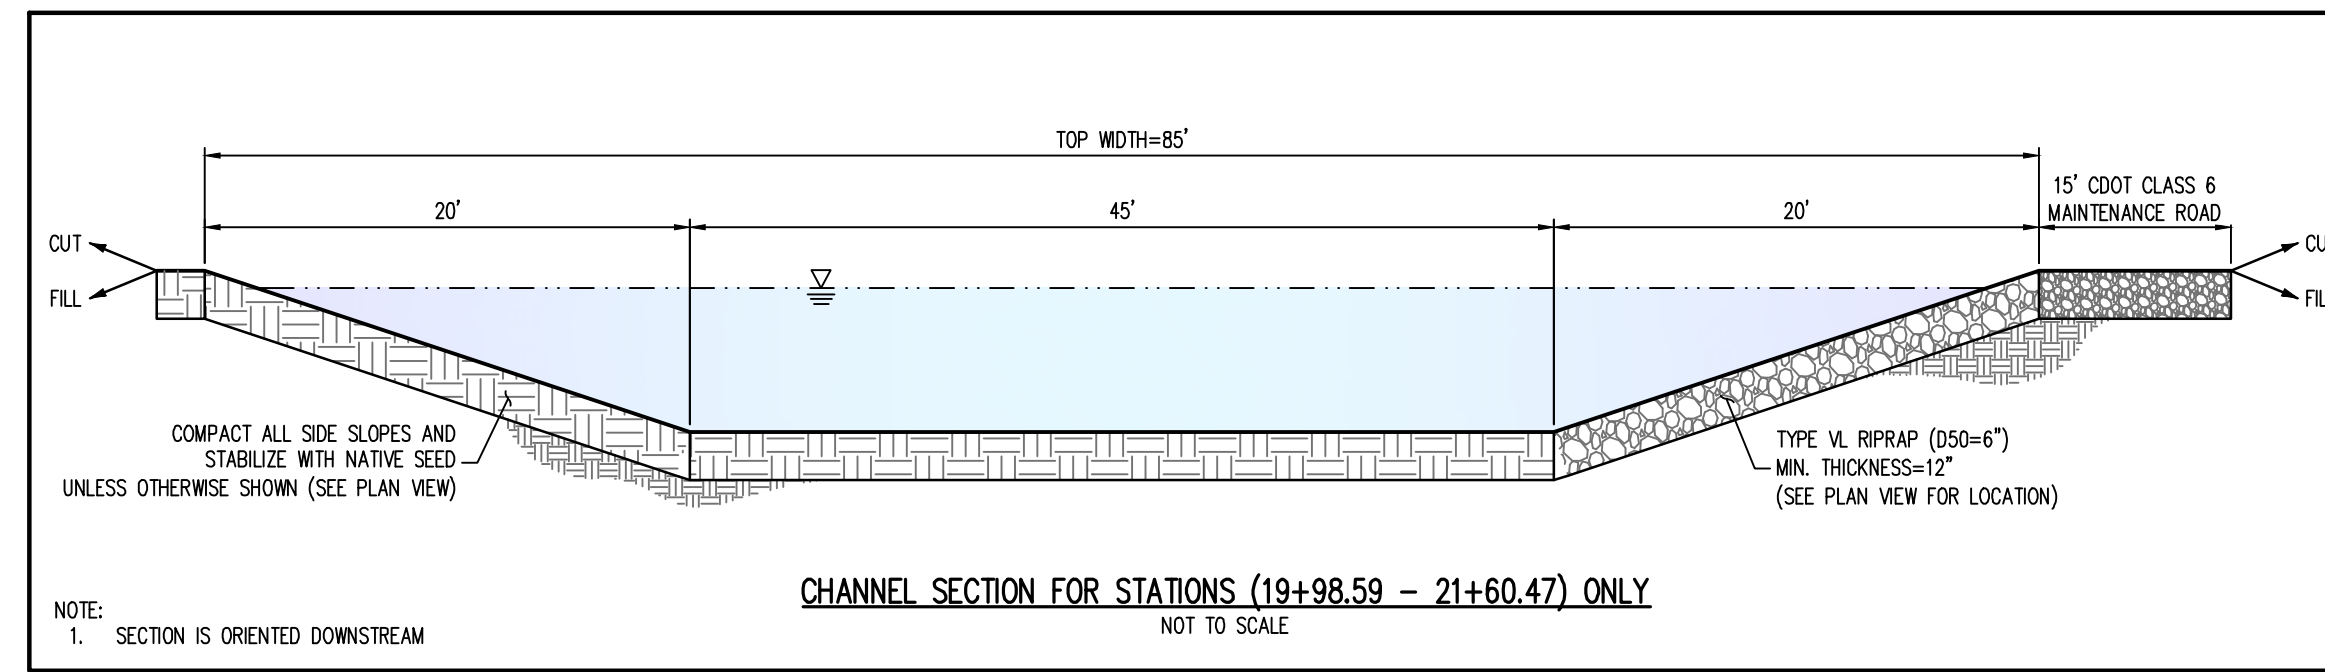 TOP WIDTH=85'
20'
45'
20'
15' CDOT CLASS 6
MAINTENANCE ROAD
CUT
FILL
CU
FIL
COMPACT ALL SIDE SLOPES AND
STABILIZE WITH NATIVE SEED
UNLESS OTHERWISE SHOWN (SEE PLAN VIEW)
TYPE VL RIPRAP (D50=6")
MIN. THICKNESS=12"
(SEE PLAN VIEW FOR LOCATION)
CHANNEL SECTION FOR STATIONS (19+98.59 - 21+60.47) ONLY
NOT TO SCALE
NOTE:
1. SECTION IS ORIENTED DOWNSTREAM